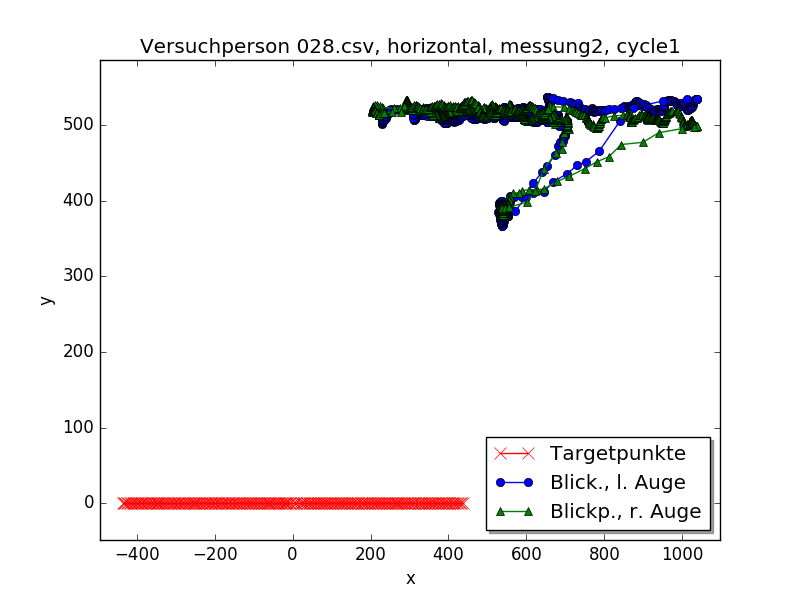 Versuchperson 028.csv, horizontal, messung2, cycle1
500
400
300
200
100
0
y
−400
−200
0
200
400
600
800
1000
x
Targetpunkte
Blick., l. Auge
Blickp., r. Auge